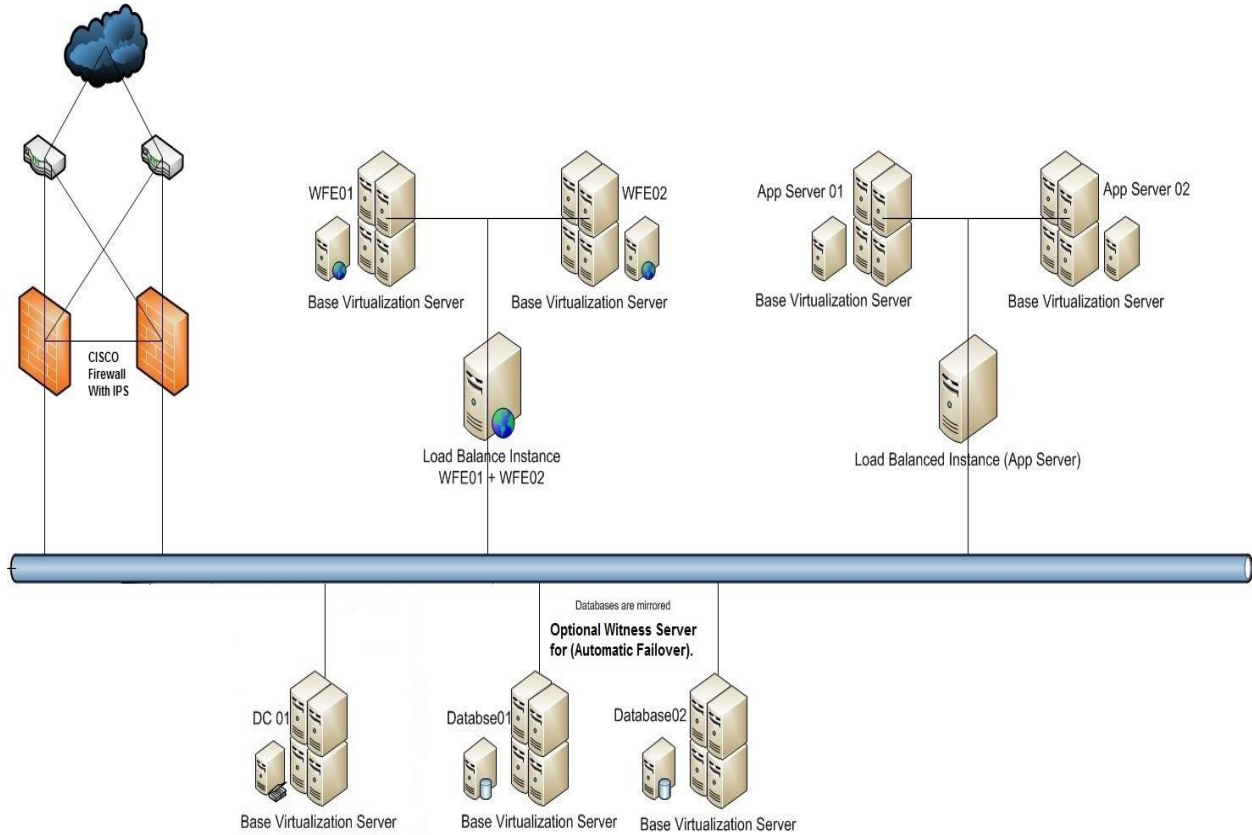 WFE01
WFE02
App Server 01
App Server 02
Base Virtualization Server
Base Virtualization Server
Base Virtualization Server
Base Virtualization Server
CISCO
Firewall
With IPS
Load Balance Instance
WFE01 + WFE02
Load Balanced Instance (App Server)
Databases are mirrored
Optional Witness Server
for (Automatic Failover).
DC 01
Databse01
Database02
Base Virtualization Server
Base Virtualization Server
Base Virtualization Server